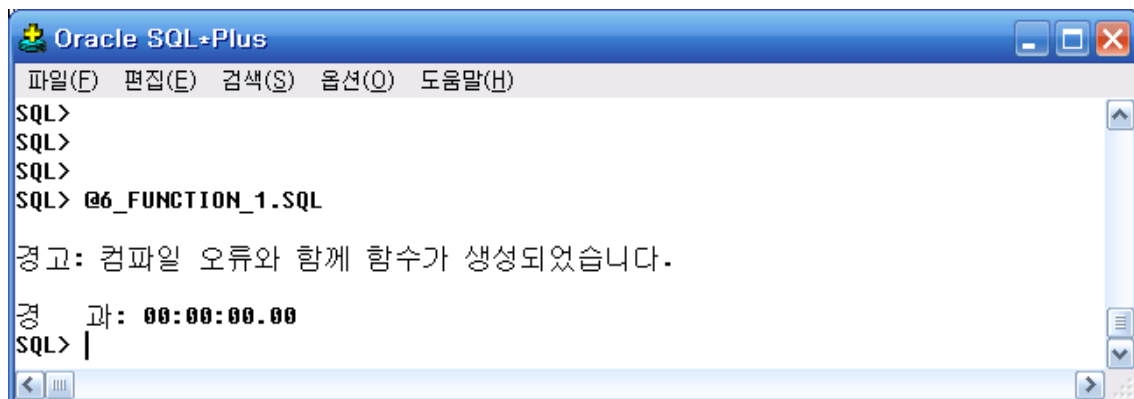 Oracle SQL*Plus
파일(F) 편집(E) 검색(S) 옵션(O) 도움말(H)
SQL>
SQL>
SQL>
SQL> @6_FUNCTION_1.SQL
경고: 컴파일 오류와 함께 함수가 생성되었습니다.
경   과: 00:00:00.00
SQL>